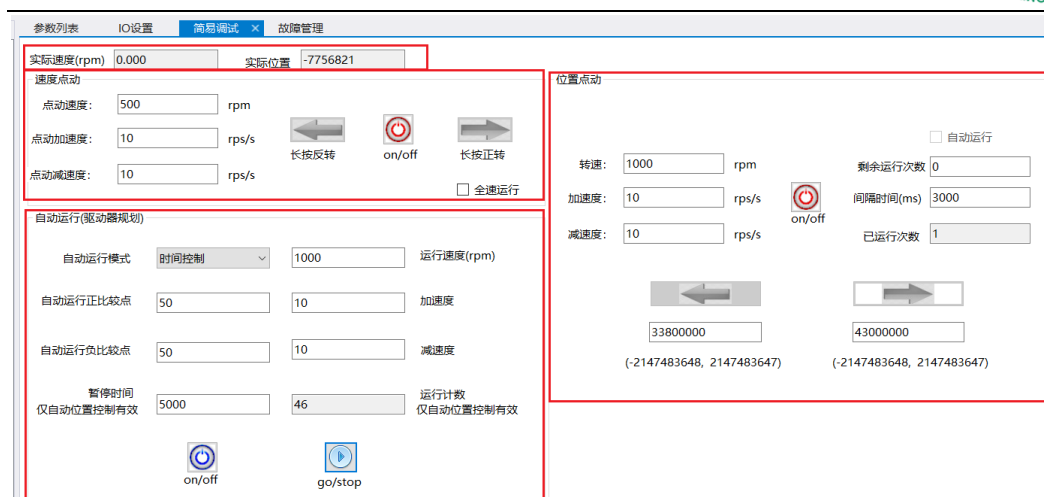 参数列表 IO设置 简易调试 × 故障管理
实际速度(rpm) 0.000 实际位置 -7756821
速度点动
点动速度: 500 rpm
点动加速度: 10 rps/s
点动减速度: 10 rps/s
长按反转 on/off 长按正转
全速运行
自动运行(驱动器规划)
自动运行模式 时间控制 1000 运行速度(rpm)
自动运行正比较点 50 10 加速度
自动运行负比较点 50 10 减速度
暂停时间
仅自动位置控制有效 5000 46 运行计数
仅自动位置控制有效
on/off go/stop
位置点动
自动运行
转速: 1000 rpm 剩余运行次数 0
加速度: 10 rps/s on/off 间隔时间(ms) 3000
减速度: 10 rps/s 已运行次数 1
33800000 43000000
(-2147483648, 2147483647) (-2147483648, 2147483647)